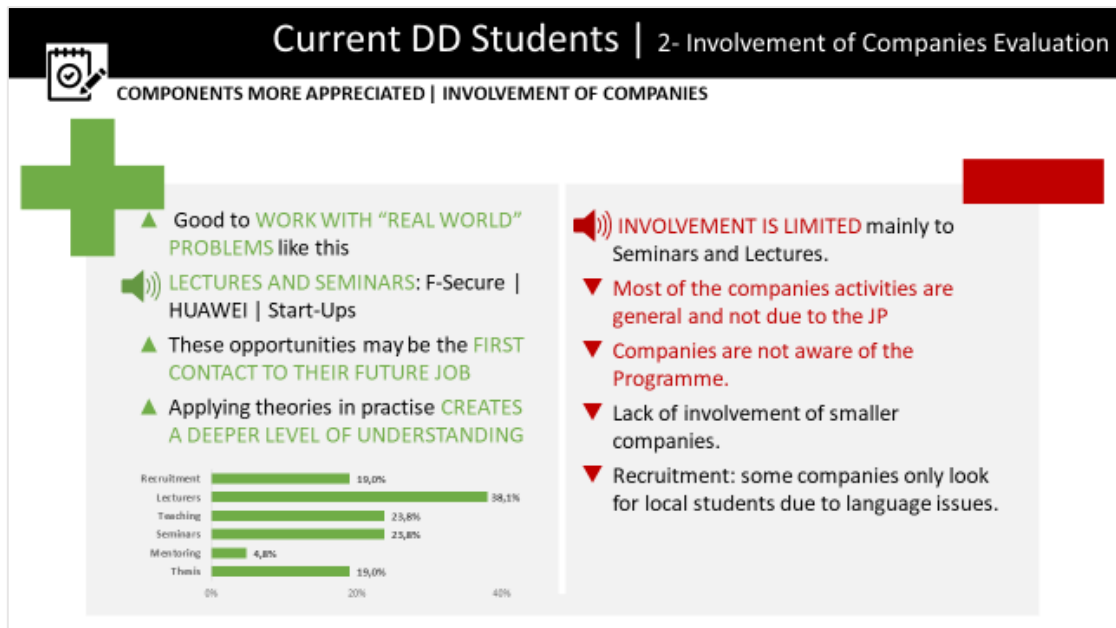 Current DD Students | 2- Involvement of Companies Evaluation
COMPONENTS MORE APPRECIATED | INVOLVEMENT OF COMPANIES
Good to WORK WITH “REAL WORLD”
PROBLEMS like this
LECTURES AND SEMINARS: F-Secure |
HUAWEI | Start-Ups
These opportunities may be the FIRST
CONTACT TO THEIR FUTURE JOB
Applying theories in practise CREATES
A DEEPER LEVEL OF UNDERSTANDING
Recruitment 19,0%
Lecturers 38,1%
Teaching 23,8%
Seminars 23,8%
Mentoring 4,8%
Thesis 19,0%
0% 20% 40%
INVOLVEMENT IS LIMITED mainly to
Seminars and Lectures.
Most of the companies activities are
general and not due to the JP
Companies are not aware of the
Programme.
Lack of involvement of smaller
companies.
Recruitment: some companies only look
for local students due to language issues.